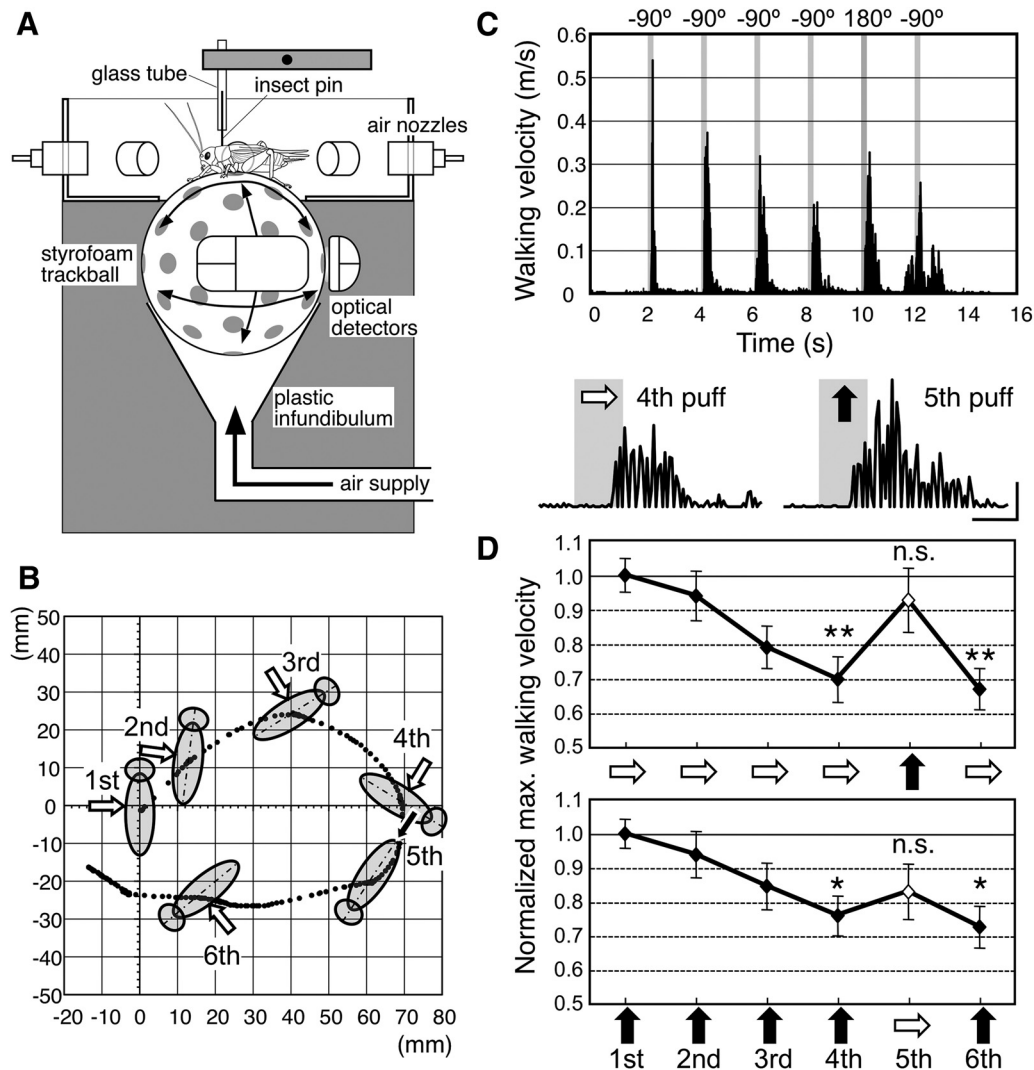 A
glass tube
insect pin
air nozzles
styrofoam
trackball
optical
detectors
plastic
infundibulum
air supply
B
(mm)
50
40
30
20
10
0
-10
-20
-30
-40
-50
-20 -10 0 10 20 30 40 50 60 70 80
(mm)
1st
2nd
3rd
4th
5th
6th
C
-90º -90º -90º -90º 180º -90º
Walking velocity (m/s)
0.6
0.5
0.4
0.3
0.2
0.1
0
0 2 4 6 8 10 12 14 16
Time (s)
4th puff
5th puff
D
Normalized max. walking velocity
1.1
1.0
0.9
0.8
0.7
0.6
0.5
**
n.s.
**
1.1
1.0
0.9
0.8
0.7
0.6
0.5
*
n.s.
*
1st 2nd 3rd 4th 5th 6th